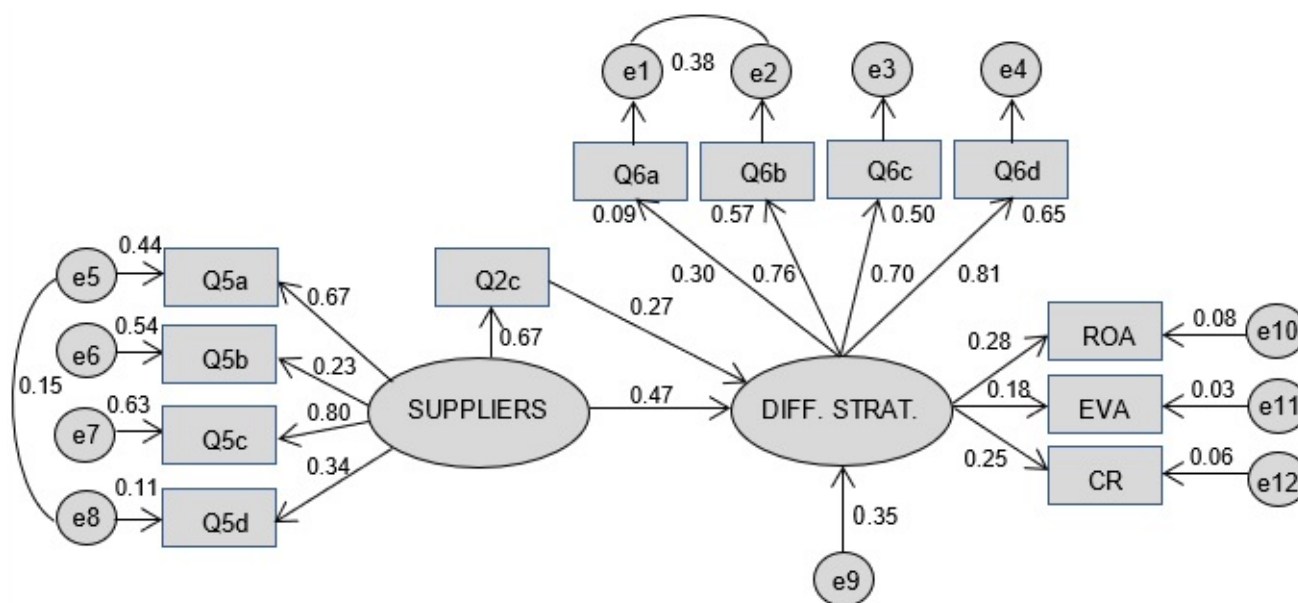 e1
0.38
e2
e3
e4
Q6a
Q6b
Q6c
Q6d
0.09
0.57
0.50
0.65
0.30
0.76
0.70
0.81
e5
0.44
Q5a
0.67
e6
0.54
Q5b
0.23
0.15
e7
0.63
Q5c
0.80
e8
0.11
Q5d
0.34
Q2c
0.67
0.27
SUPPLIERS
0.47
DIFF. STRAT.
0.28
ROA
0.08
e10
0.18
EVA
0.03
e11
0.25
CR
0.06
e12
0.35
e9